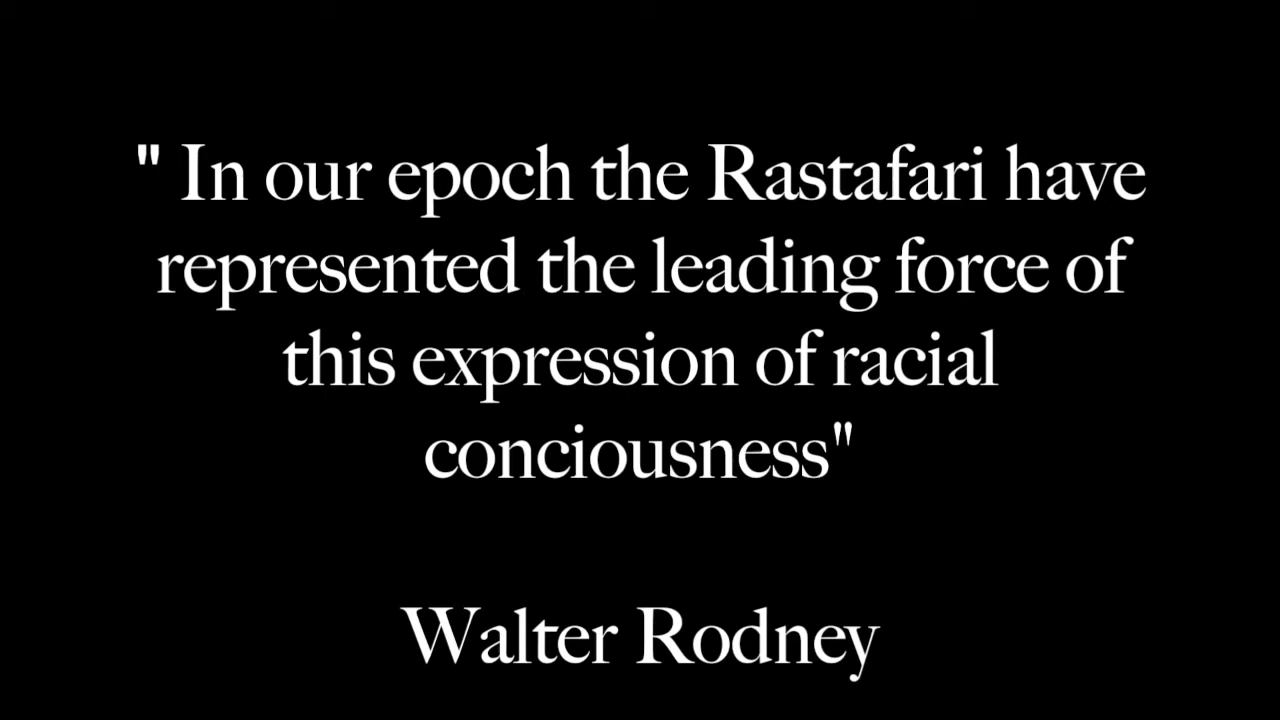 " In our epoch the Rastafari have
represented the leading force of
this expression of racial
conciousness"
Walter Rodney